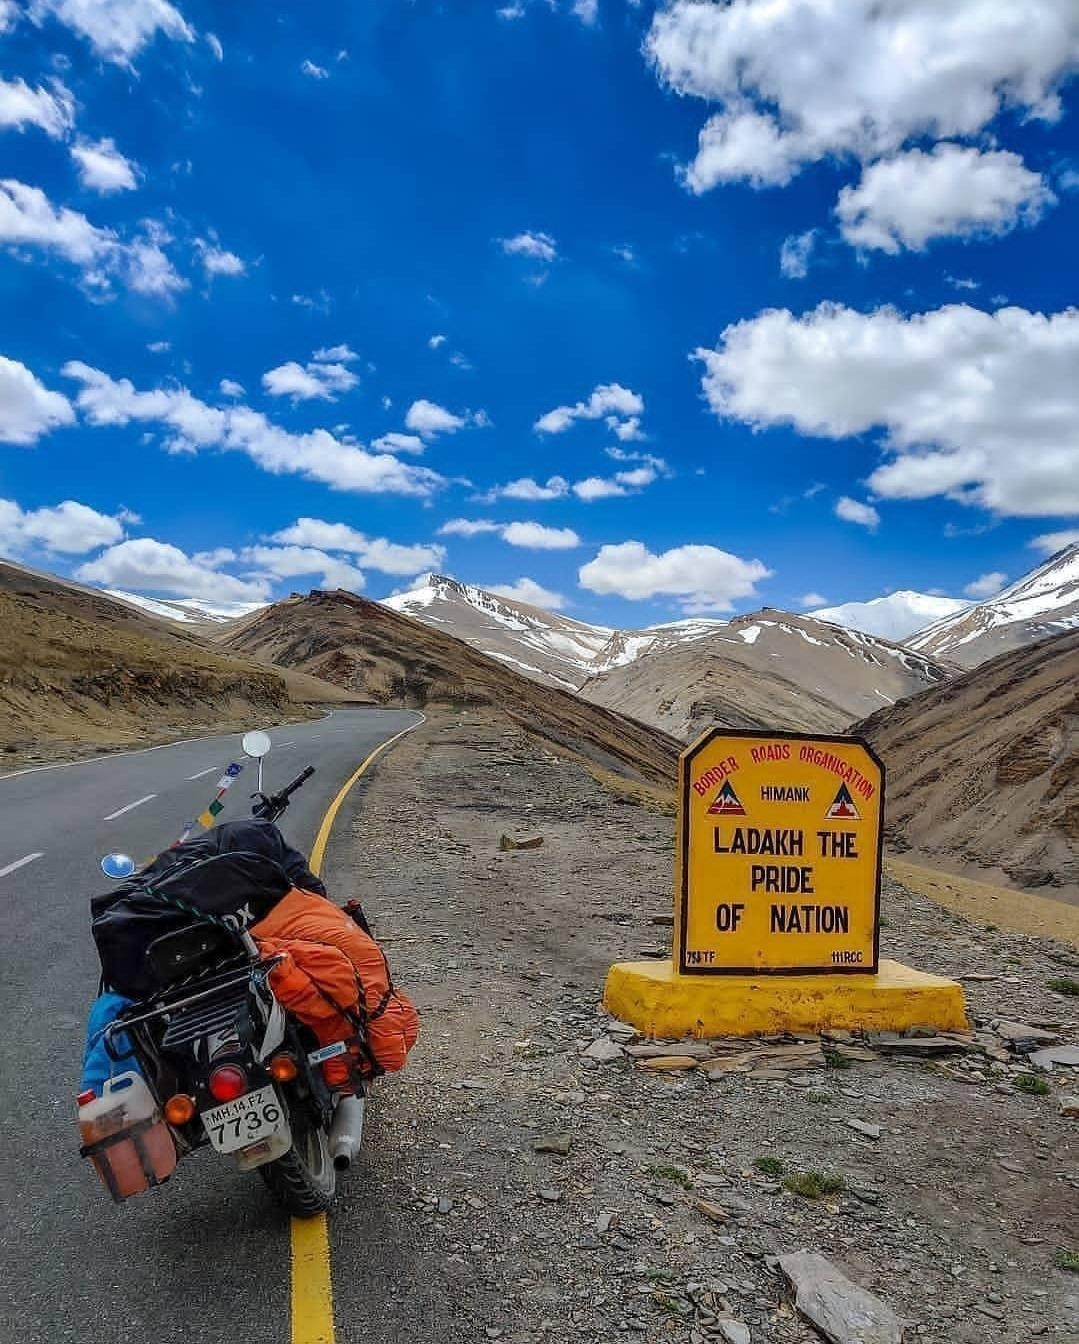 BORDER ROADS ORGANISATION
HIMANK
LADAKH THE
PRIDE
OF NATION
111RCC
MH.14.FZ
7736